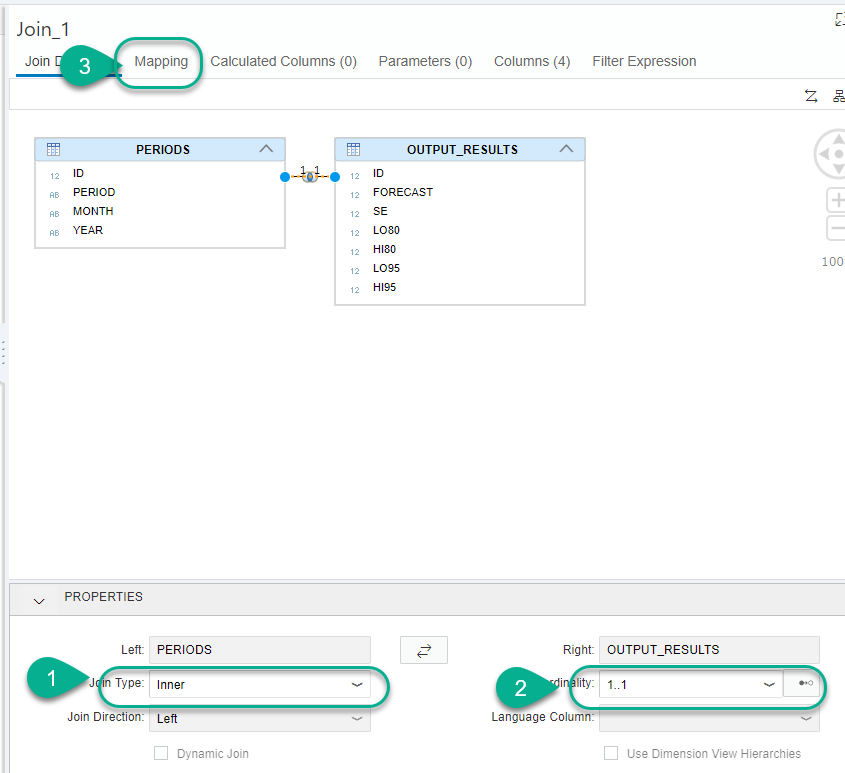 Join_1
Join D
3
Mapping
Calculated Columns (0)
Parameters (0)
Columns (4)
Filter Expression
PERIODS
12 ID
AB PERIOD
AB MONTH
AB YEAR
1..1
OUTPUT_RESULTS
12 ID
12 FORECAST
12 SE
12 LO80
12 HI80
12 LO95
12 HI95
100
PROPERTIES
Left: PERIODS
Right: OUTPUT_RESULTS
1
Join Type: Inner
2
rdinality: 1..1
Join Direction: Left
Language Column:
Dynamic Join
Use Dimension View Hierarchies